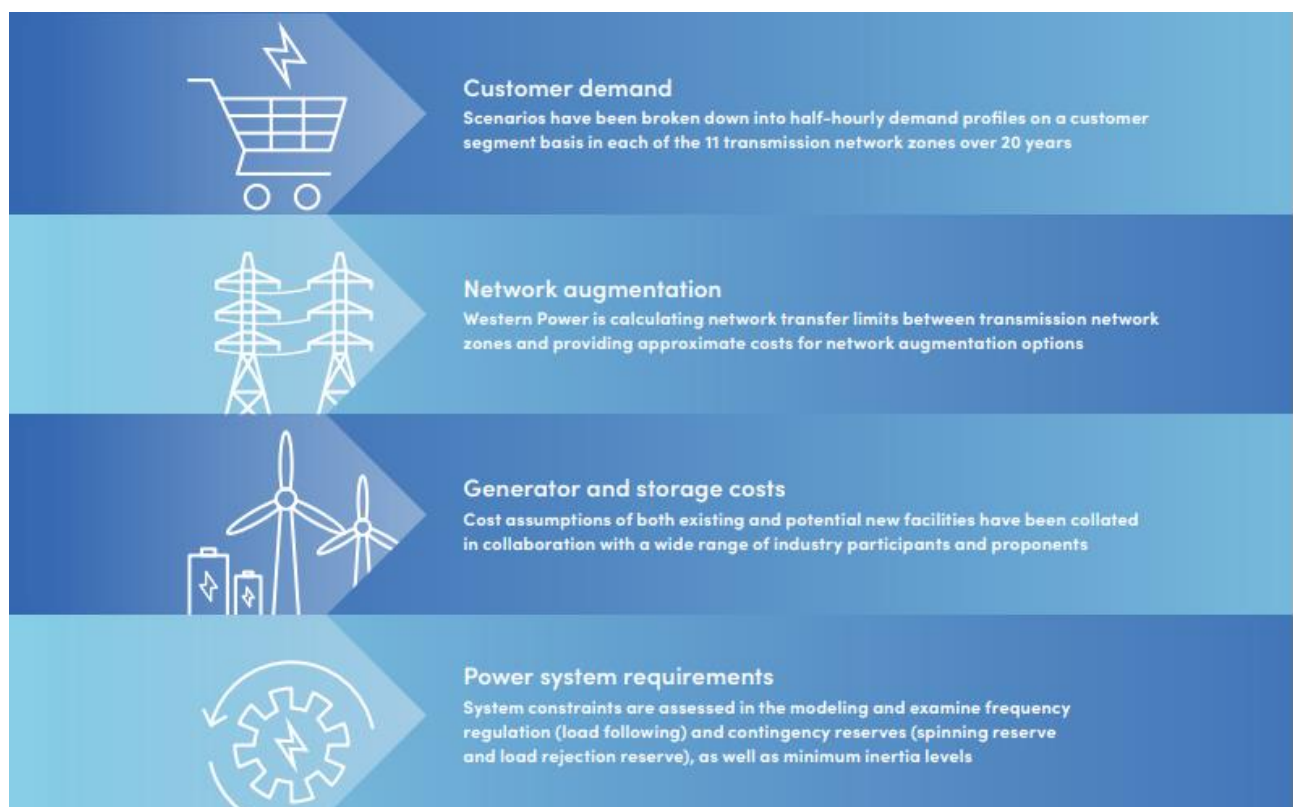 Customer demand
Scenarios have been broken down into half-hourly demand profiles on a customer
segment basis in each of the 11 transmission network zones over 20 years
Network augmentation
Western Power is calculating network transfer limits between transmission network
zones and providing approximate costs for network augmentation options
Generator and storage costs
Cost assumptions of both existing and potential new facilities have been collated
in collaboration with a wide range of industry participants and proponents
Power system requirements
System constraints are assessed in the modeling and examine frequency
regulation (load following) and contingency reserves (spinning reserve
and load rejection reserve), as well as minimum inertia levels